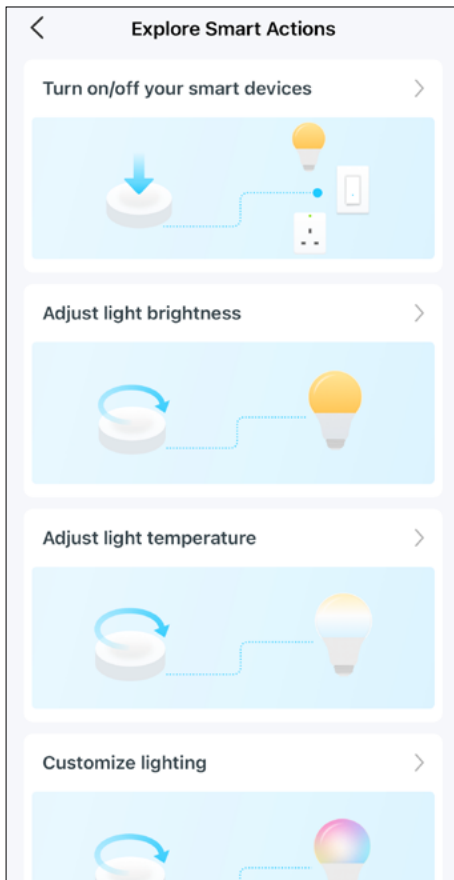 Explore Smart Actions
Turn on/off your smart devices
Adjust light brightness
Adjust light temperature
Customize lighting